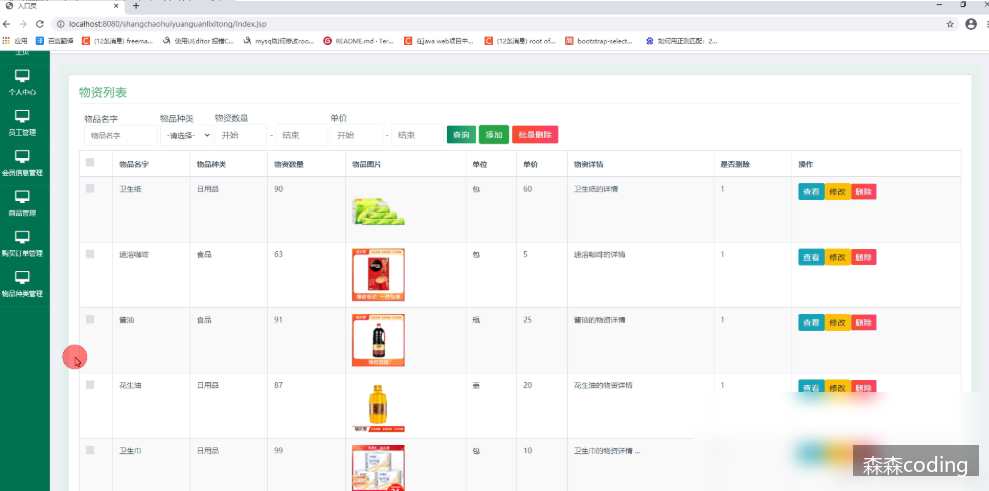 入口页
localhost:8080/shangchaohuiyuanguanlixitong/index.jsp
应用 百度翻译 (12条消息) freema... 使用UEditor 报错C... mysql如何修改roo... README.md · Ter... 在java web项目中... (12条消息) root of... bootstrap-select... 如何用正则匹配：2...
主页
个人中心
员工管理
会员信息管理
商品管理
购买订单管理
物品种类管理
物资列表
物品名字 物品种类 物资数量 单价
物品名字 -请选择- 开始 - 结束 开始 - 结束 查询 添加 批量删除
物品名字 物品种类 物资数量 物品图片 单位 单价 物资详情 是否删除 操作
卫生纸 日用品 90 包 60 卫生纸的详情 1 查看 修改 删除
速溶咖啡 食品 63 包 5 速溶咖啡的详情 1 查看 修改 删除
酱油 食品 91 瓶 25 酱油的物资详情 1 查看 修改 删除
花生油 日用品 87 壶 20 花生油的物资详情 1 查看 修改 删除
卫生巾 日用品 99 包 10 卫生巾的物资详情 ...
森森coding